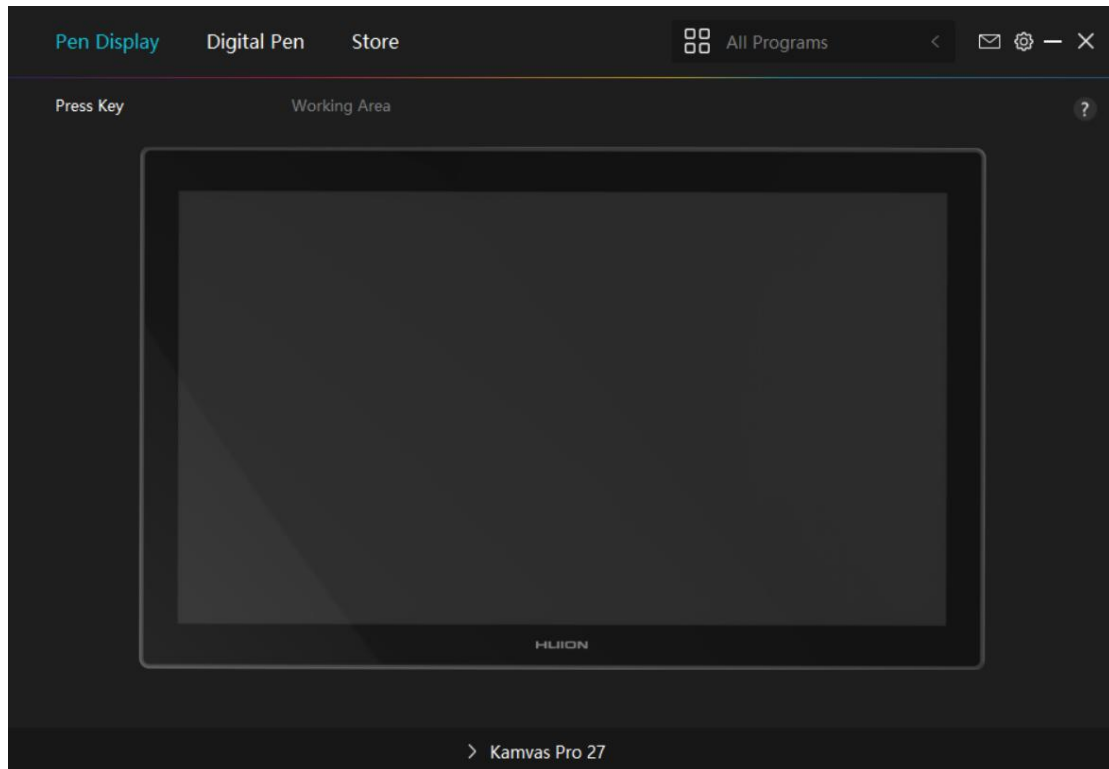 Pen Display Digital Pen Store All Programs
Press Key Working Area ?
HUION
Kamvas Pro 27